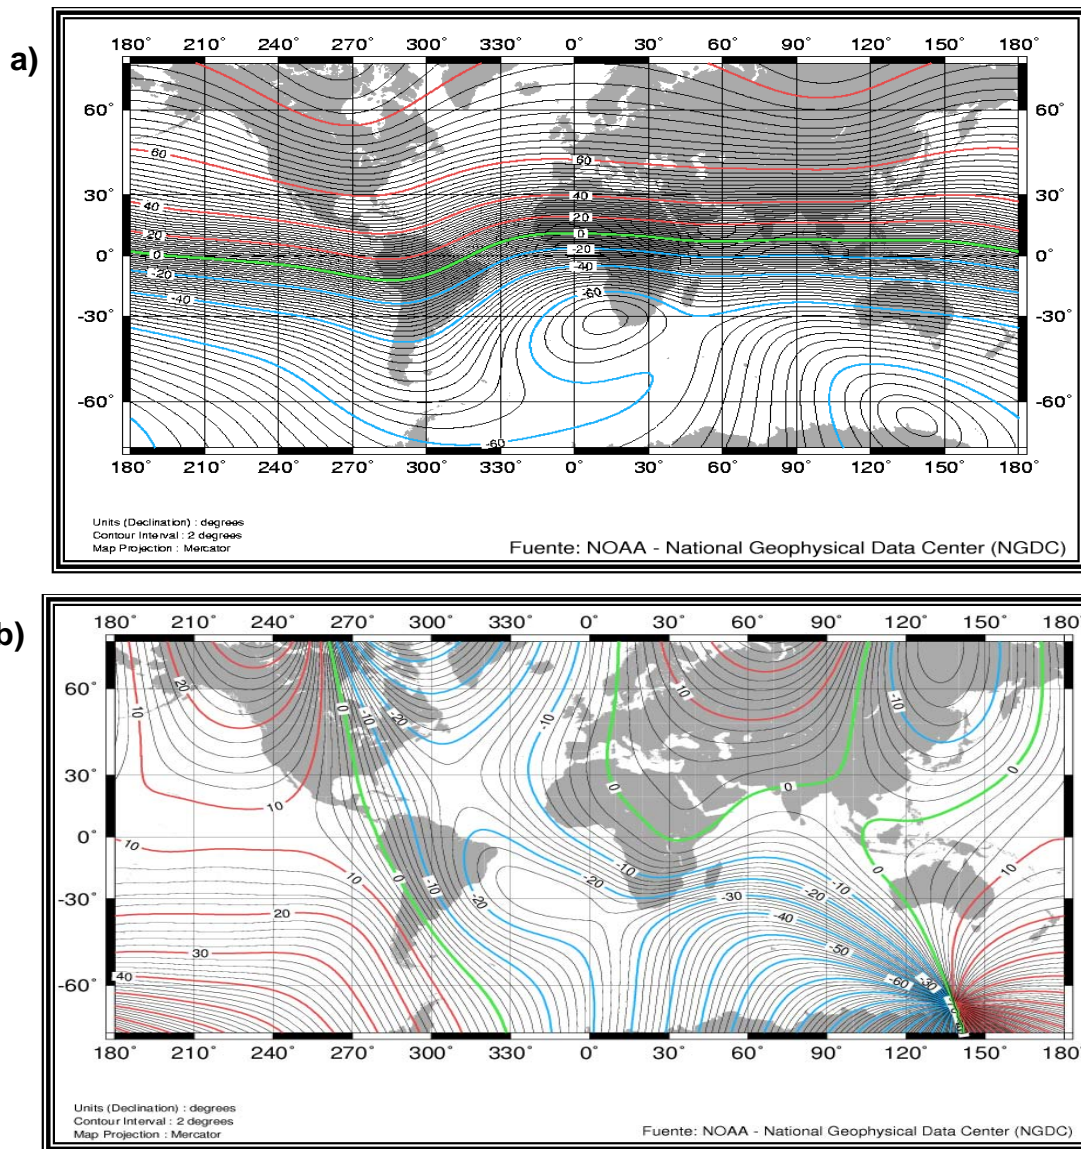 a)
180° 210° 240° 270° 300° 330° 0° 30° 60° 90° 120° 150° 180°
60° 60°
60 60
30° 30°
40 40
20 20
0
0° 0 0°
-20 -20
-40 -40
-60
-30° -30°
-60° -60°
-60
180° 210° 240° 270° 300° 330° 0° 30° 60° 90° 120° 150° 180°
Units (Declination) : degrees
Contour Interval : 2 degrees
Map Projection : Mercator
Fuente: NOAA - National Geophysical Data Center (NGDC)
b)
180° 210° 240° 270° 300° 330° 0° 30° 60° 90° 120° 150° 180°
60° 20 10 0 -10 -20 -10 10 -10 60°
30° 10 0 0 0 30°
0° 10 0°
0 -10 -10 -20 -10 0 10
-30° 20 -20 -30 -20 -40 -30°
30 -50
40
-60° -60 -30 -60°
180° 210° 240° 270° 300° 330° 0° 30° 60° 90° 120° 150° 180°
Units (Declination) : degrees
Contour Interval : 2 degrees
Map Projection : Mercator
Fuente: NOAA - National Geophysical Data Center (NGDC)